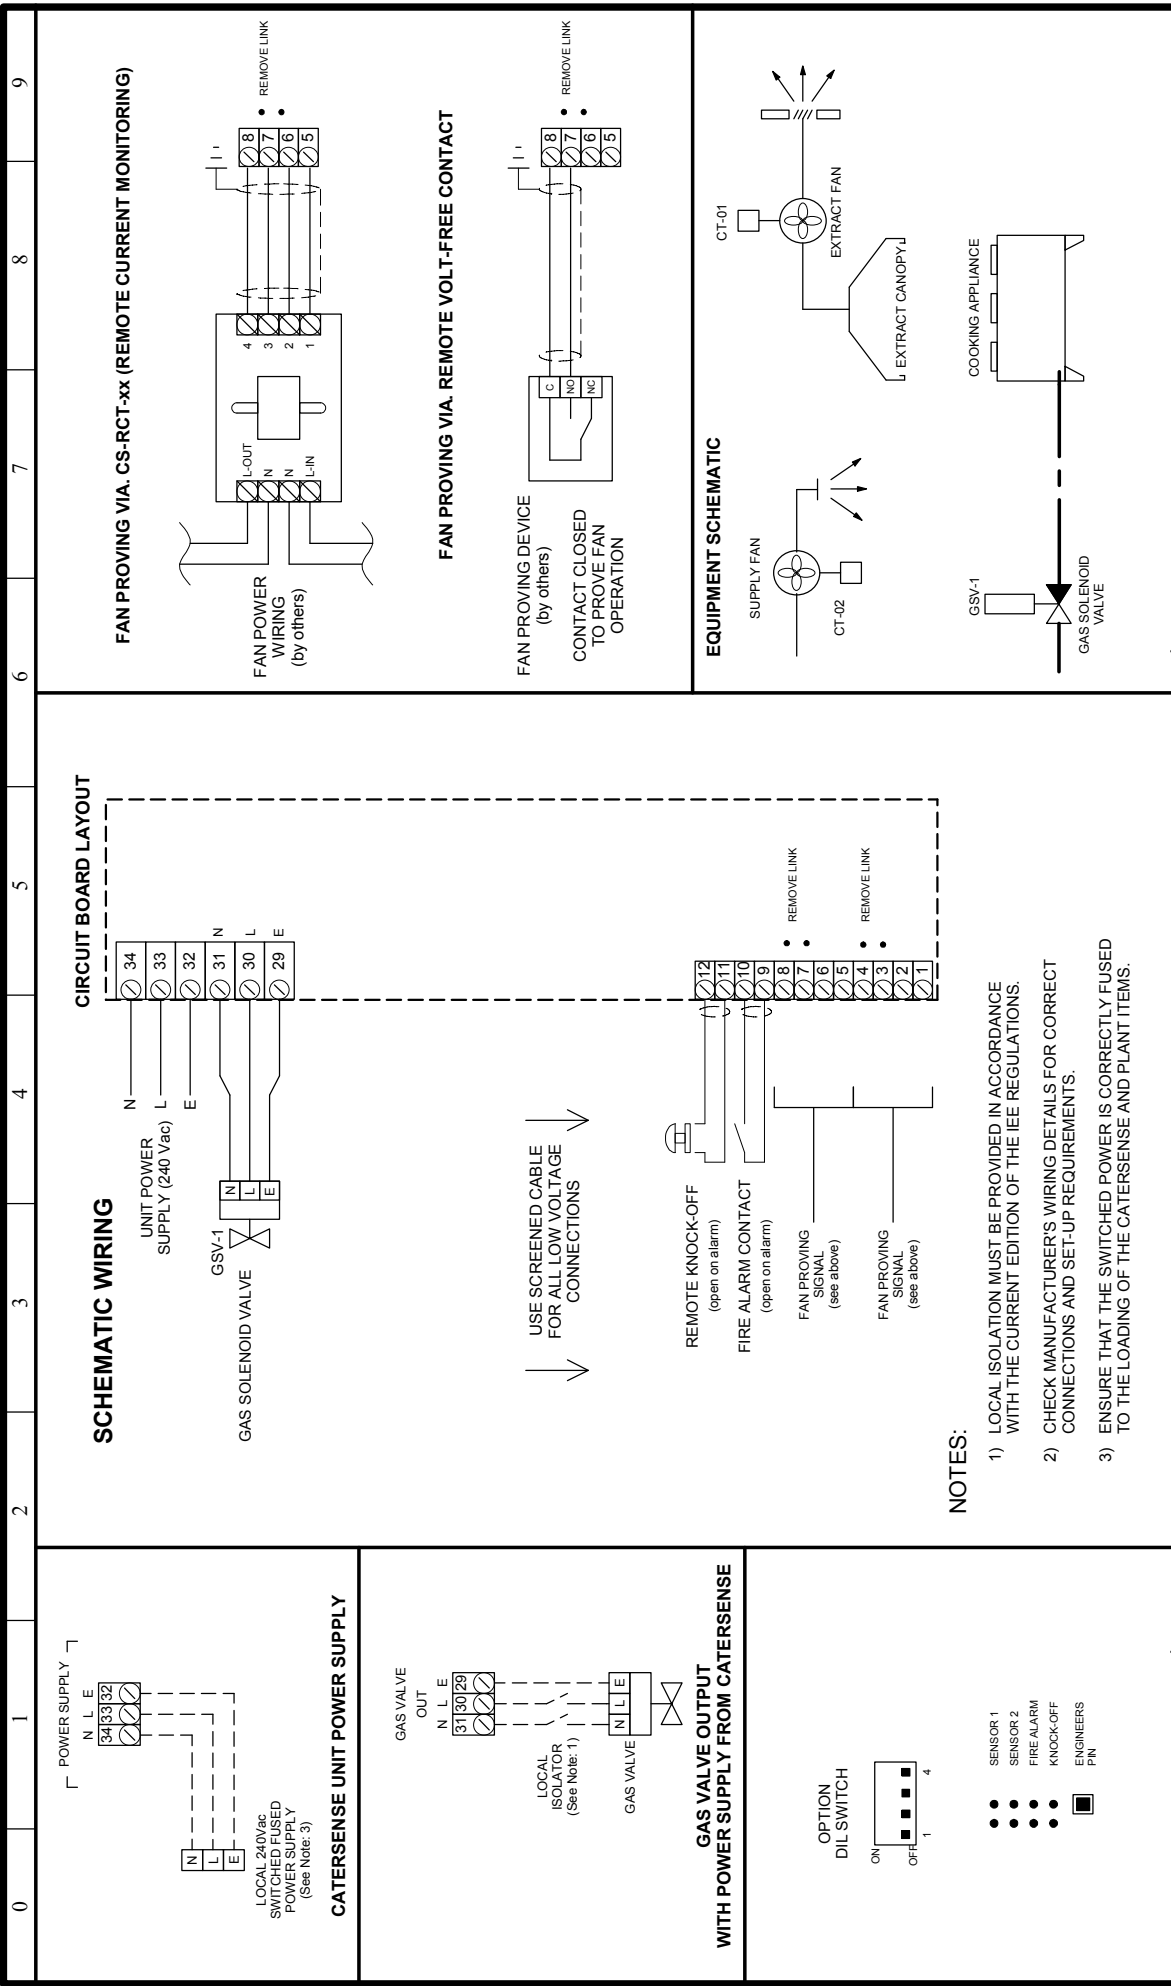 0 1 2 3 4 5 6 7 8 9
POWER SUPPLY
N L E
34 33 32
N
L
E
LOCAL 240Vac
SWITCHED FUSED
POWER SUPPLY
(See Note: 3)
CATERSENSE UNIT POWER SUPPLY
GAS VALVE
OUT
N L E
31 30 29
LOCAL
ISOLATOR
(See Note: 1)
N L E
GAS VALVE
GAS VALVE OUTPUT
WITH POWER SUPPLY FROM CATERSENSE
OPTION
DIL SWITCH
ON
OFF
1 4
SENSOR 1
SENSOR 2
FIRE ALARM
KNOCK-OFF
ENGINEERS
PIN
SCHEMATIC WIRING
CIRCUIT BOARD LAYOUT
N
L
E
UNIT POWER
SUPPLY (240 Vac)
34
33
32
31 N
30 L
29 E
GSV-1
N
L
E
GAS SOLENOID VALVE
USE SCREENED CABLE
FOR ALL LOW VOLTAGE
CONNECTIONS
REMOTE KNOCK-OFF
(open on alarm)
FIRE ALARM CONTACT
(open on alarm)
FAN PROVING
SIGNAL
(see above)
FAN PROVING
SIGNAL
(see above)
12
11
10
9
8
7
6
5
4
3
2
1
REMOVE LINK
REMOVE LINK
NOTES:
1) LOCAL ISOLATION MUST BE PROVIDED IN ACCORDANCE
WITH THE CURRENT EDITION OF THE IEE REGULATIONS.
2) CHECK MANUFACTURER'S WIRING DETAILS FOR CORRECT
CONNECTIONS AND SET-UP REQUIREMENTS.
3) ENSURE THAT THE SWITCHED POWER IS CORRECTLY FUSED
TO THE LOADING OF THE CATERSENSE AND PLANT ITEMS.
FAN PROVING VIA. CS-RCT-xx (REMOTE CURRENT MONITORING)
FAN POWER
WIRING
(by others)
L-OUT
N
N
L-IN
4
3
2
1
8
7
6
5
REMOVE LINK
FAN PROVING VIA. REMOTE VOLT-FREE CONTACT
FAN PROVING DEVICE
(by others)
CONTACT CLOSED
TO PROVE FAN
OPERATION
C
NO
NC
8
7
6
5
REMOVE LINK
EQUIPMENT SCHEMATIC
SUPPLY FAN
CT-02
CT-01
EXTRACT FAN
EXTRACT CANOPY
GSV-1
GAS SOLENOID
VALVE
COOKING APPLIANCE